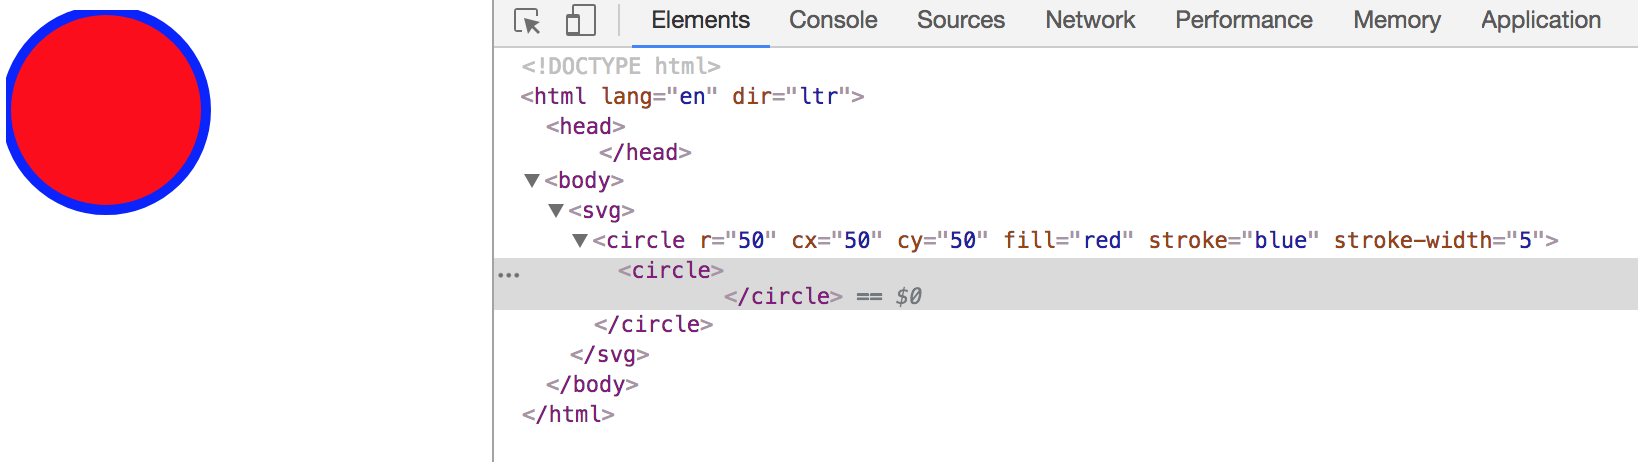 Elements Console Sources Network Performance Memory Application
<!DOCTYPE html>
<html lang="en" dir="ltr">
<head>
</head>
<body>
<svg>
<circle r="50" cx="50" cy="50" fill="red" stroke="blue" stroke-width="5">
<circle>
</circle> == $0
</circle>
</svg>
</body>
</html>